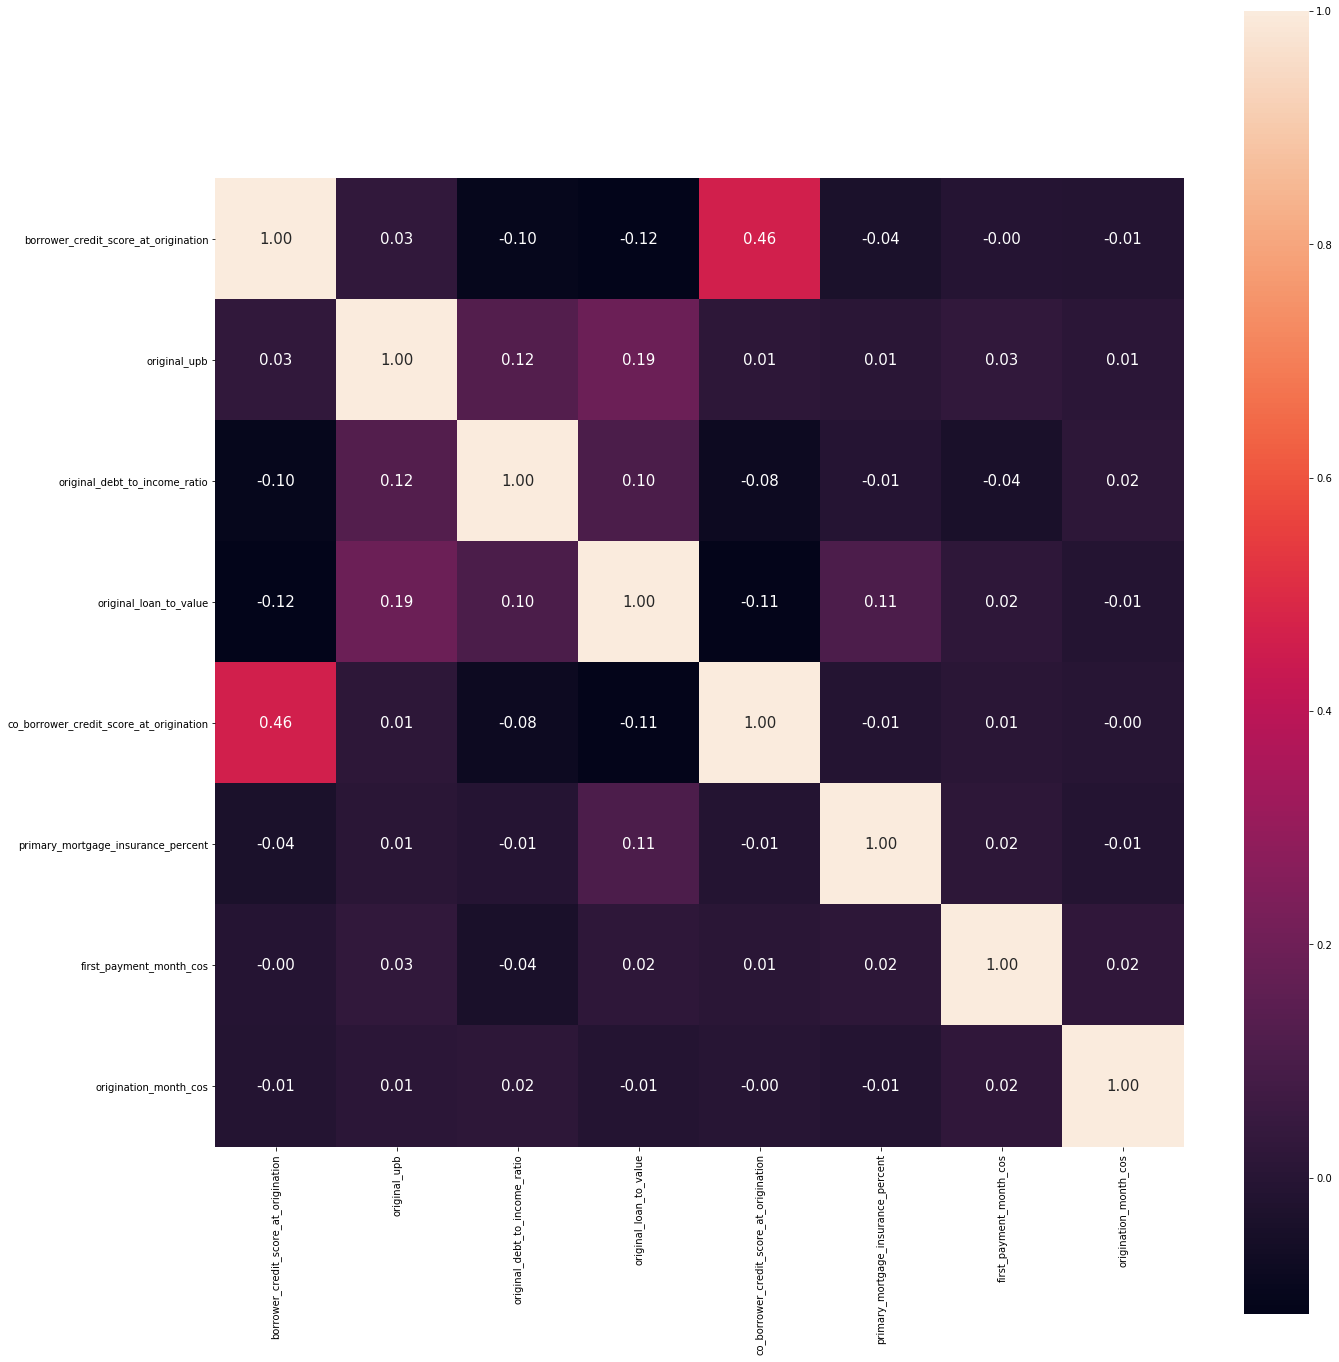 borrower_credit_score_at_origination 1.00 0.03 -0.10 -0.12 0.46 -0.04 -0.00 -0.01
original_upb 0.03 1.00 0.12 0.19 0.01 0.01 0.03 0.01
original_debt_to_income_ratio -0.10 0.12 1.00 0.10 -0.08 -0.01 -0.04 0.02
original_loan_to_value -0.12 0.19 0.10 1.00 -0.11 0.11 0.02 -0.01
co_borrower_credit_score_at_origination 0.46 0.01 -0.08 -0.11 1.00 -0.01 0.01 -0.00
primary_mortgage_insurance_percent -0.04 0.01 -0.01 0.11 -0.01 1.00 0.02 -0.01
first_payment_month_cos -0.00 0.03 -0.04 0.02 0.01 0.02 1.00 0.02
origination_month_cos -0.01 0.01 0.02 -0.01 -0.00 -0.01 0.02 1.00
borrower_credit_score_at_origination
original_upb
original_debt_to_income_ratio
original_loan_to_value
co_borrower_credit_score_at_origination
primary_mortgage_insurance_percent
first_payment_month_cos
origination_month_cos
1.0
0.8
0.6
0.4
0.2
0.0